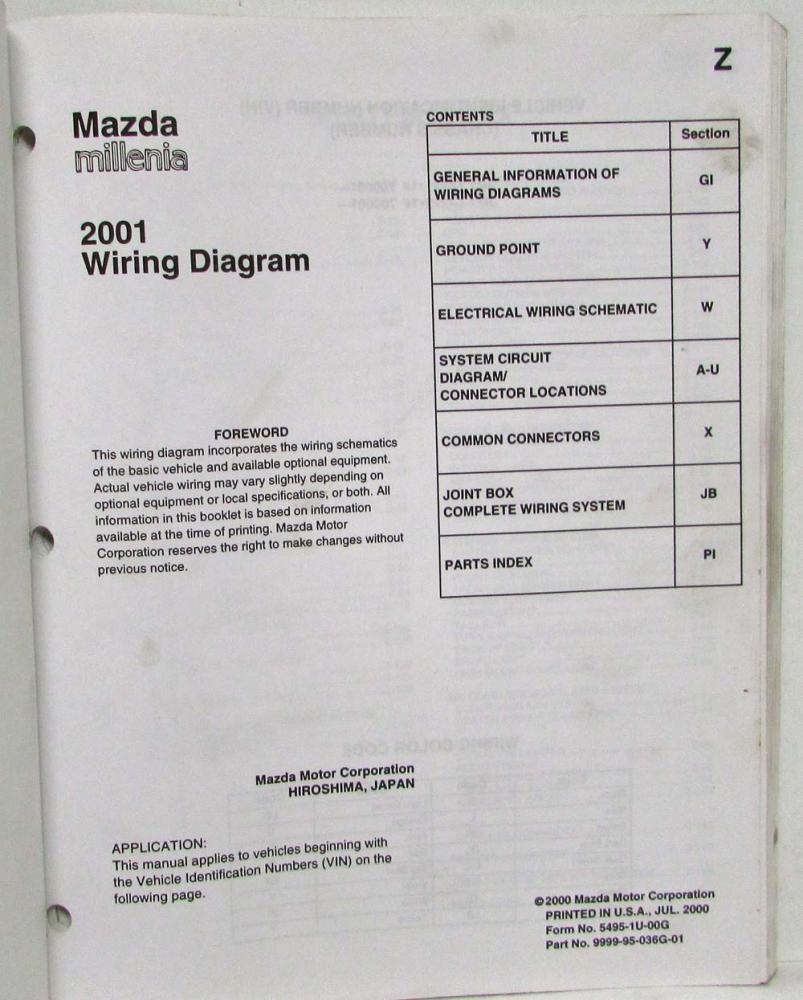 Z
Mazda
millenia
2001
Wiring Diagram
CONTENTS
TITLE Section
GENERAL INFORMATION OF
WIRING DIAGRAMS GI
GROUND POINT Y
ELECTRICAL WIRING SCHEMATIC W
SYSTEM CIRCUIT
DIAGRAM/
CONNECTOR LOCATIONS A-U
COMMON CONNECTORS X
JOINT BOX
COMPLETE WIRING SYSTEM JB
PARTS INDEX PI
FOREWORD
This wiring diagram incorporates the wiring schematics
of the basic vehicle and available optional equipment.
Actual vehicle wiring may vary slightly depending on
optional equipment or local specifications, or both. All
information in this booklet is based on information
available at the time of printing. Mazda Motor
Corporation reserves the right to make changes without
previous notice.
Mazda Motor Corporation
HIROSHIMA, JAPAN
APPLICATION:
This manual applies to vehicles beginning with
the Vehicle Identification Numbers (VIN) on the
following page.
©2000 Mazda Motor Corporation
PRINTED IN U.S.A., JUL. 2000
Form No. 5495-1U-00G
Part No. 9999-95-036G-01